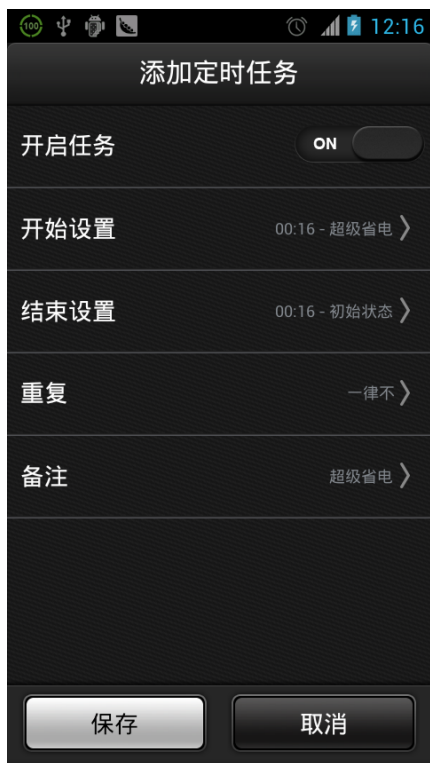 100 12:16
添加定时任务
开启任务 ON
开始设置 00:16 - 超级省电
结束设置 00:16 - 初始状态
重复 一律不
备注 超级省电
保存 取消